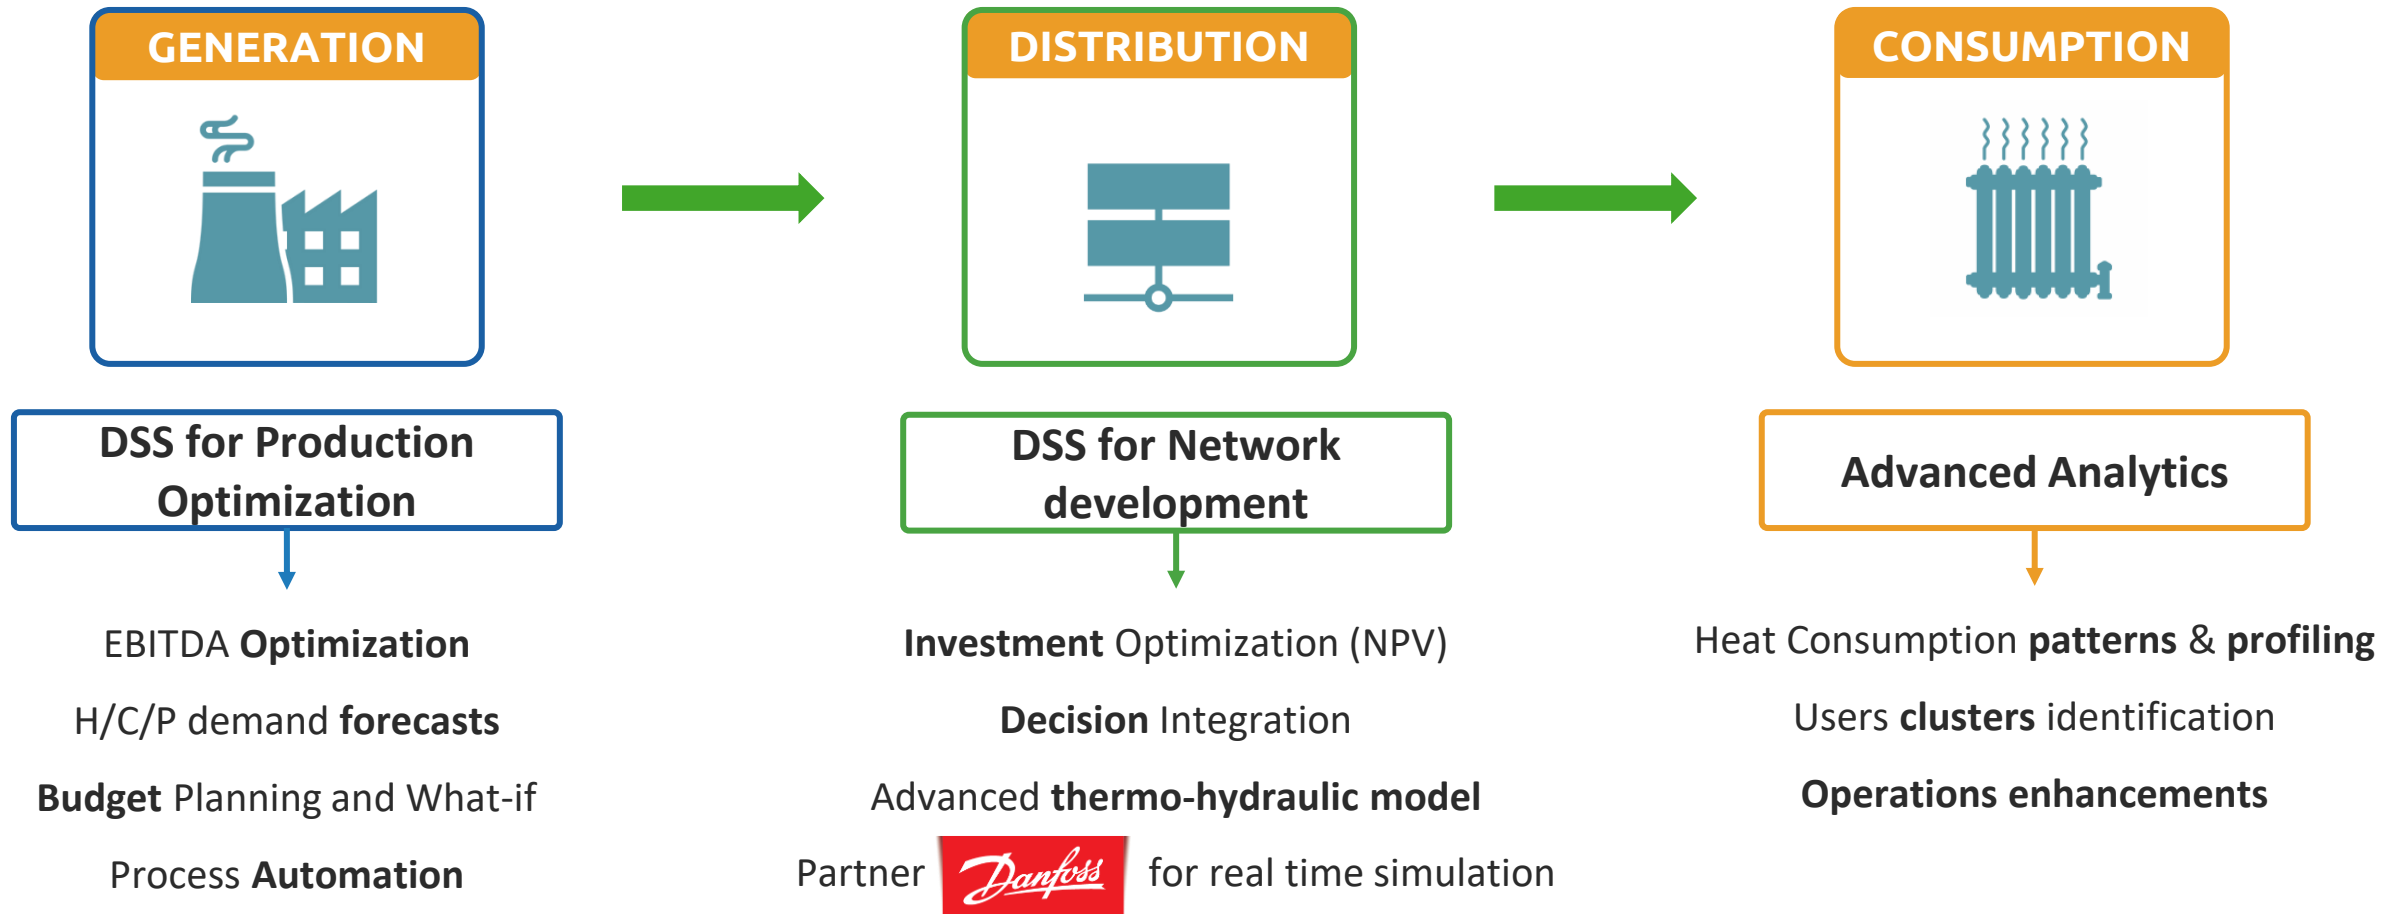 GENERATION
DSS for Production
Optimization
EBITDA Optimization
H/C/P demand forecasts
Budget Planning and What-if
Process Automation
DISTRIBUTION
DSS for Network
development
Investment Optimization (NPV)
Decision Integration
Advanced thermo-hydraulic model
Partner Danfoss for real time simulation
CONSUMPTION
Advanced Analytics
Heat Consumption patterns & profiling
Users clusters identification
Operations enhancements